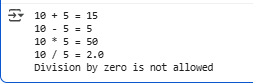 10 + 5 = 15
10 - 5 = 5
10 * 5 = 50
10 / 5 = 2.0
Division by zero is not allowed